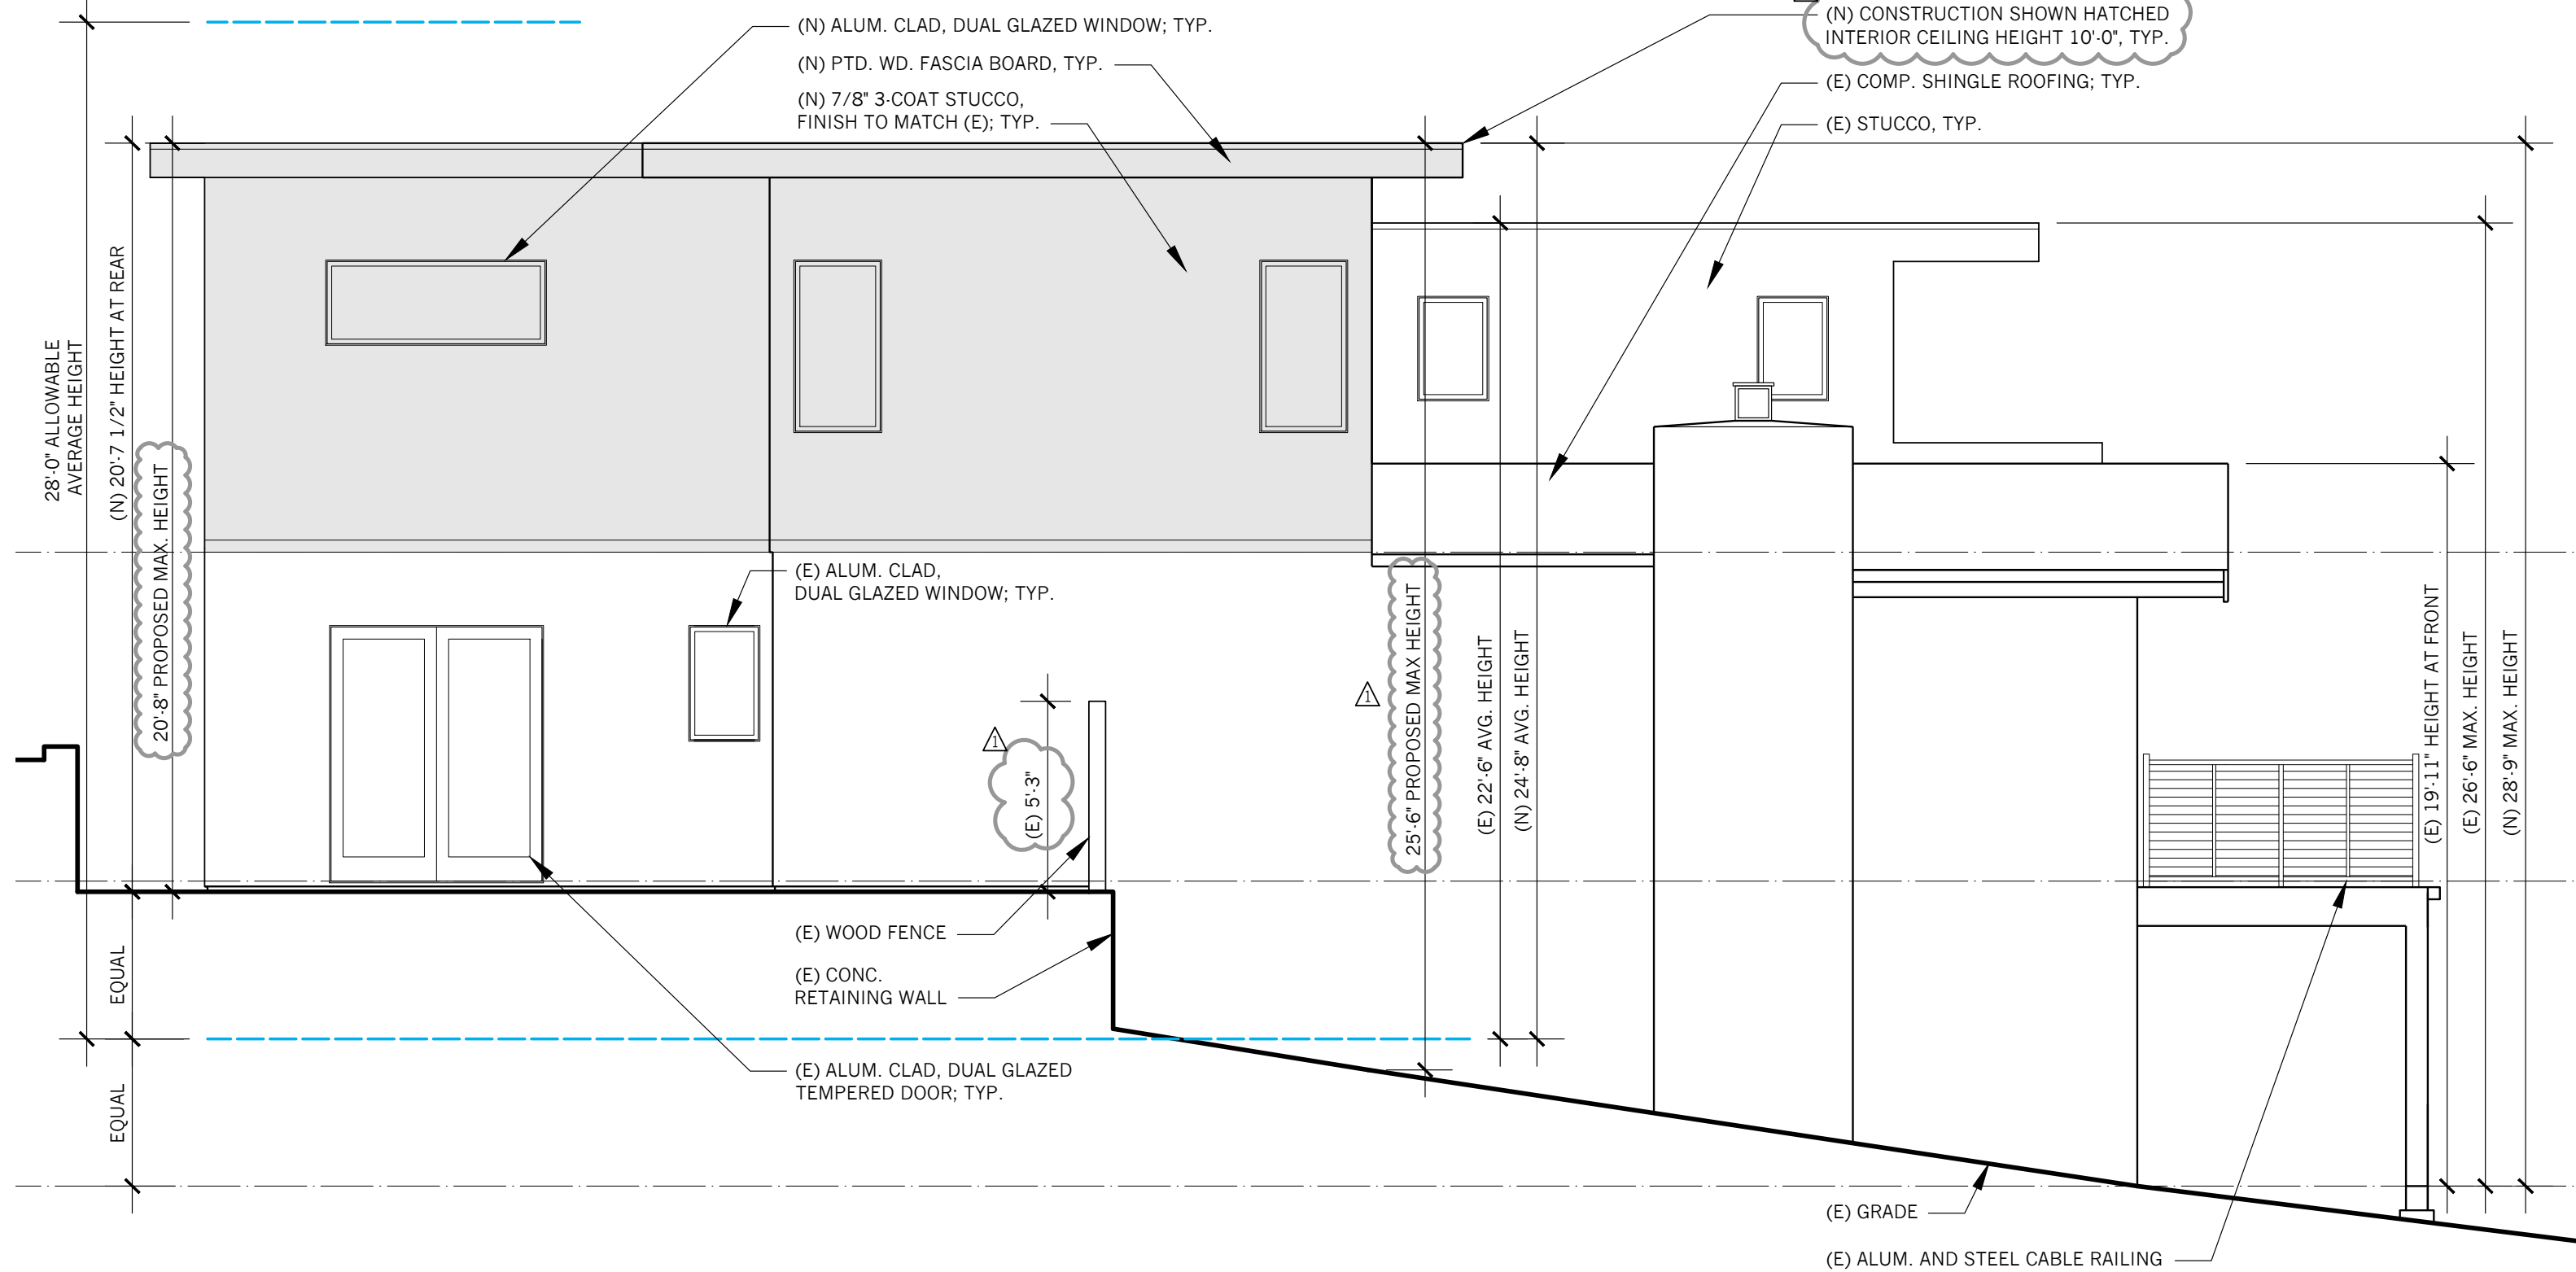 (N) ALUM. CLAD, DUAL GLAZED WINDOW; TYP.
(N) PTD. WD. FASCIA BOARD, TYP.
(N) 7/8" 3-COAT STUCCO,
FINISH TO MATCH (E); TYP.
(N) CONSTRUCTION SHOWN HATCHED
INTERIOR CEILING HEIGHT 10'-0", TYP.
(E) COMP. SHINGLE ROOFING; TYP.
(E) STUCCO, TYP.
28'-0" ALLOWABLE
AVERAGE HEIGHT
(N) 20'-7 1/2" HEIGHT AT REAR
20'-8" PROPOSED MAX. HEIGHT
(E) ALUM. CLAD,
DUAL GLAZED WINDOW; TYP.
1
(E) 5'-3"
1
25'-6" PROPOSED MAX HEIGHT
(E) 22'-6" AVG. HEIGHT
(N) 24'-8" AVG. HEIGHT
(E) 19'-11" HEIGHT AT FRONT
(E) 26'-6" MAX. HEIGHT
(N) 28'-9" MAX. HEIGHT
(E) WOOD FENCE
(E) CONC.
RETAINING WALL
EQUAL
EQUAL
(E) ALUM. CLAD, DUAL GLAZED
TEMPERED DOOR; TYP.
(E) GRADE
(E) ALUM. AND STEEL CABLE RAILING